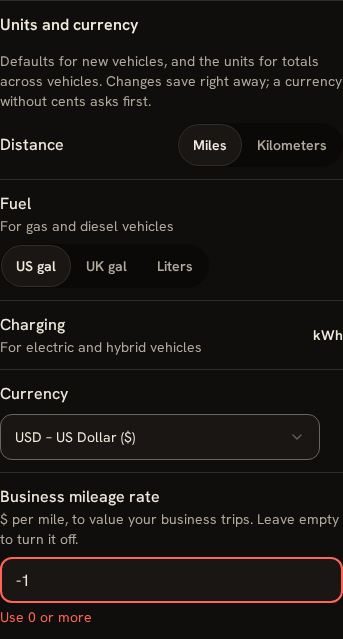 Units and currency
Defaults for new vehicles, and the units for totals
across vehicles. Changes save right away; a currency
without cents asks first.
Distance
Miles
Kilometers
Fuel
For gas and diesel vehicles
US gal
UK gal
Liters
Charging
For electric and hybrid vehicles
kWh
Currency
USD – US Dollar ($)
Business mileage rate
$ per mile, to value your business trips. Leave empty
to turn it off.
-1
Use 0 or more